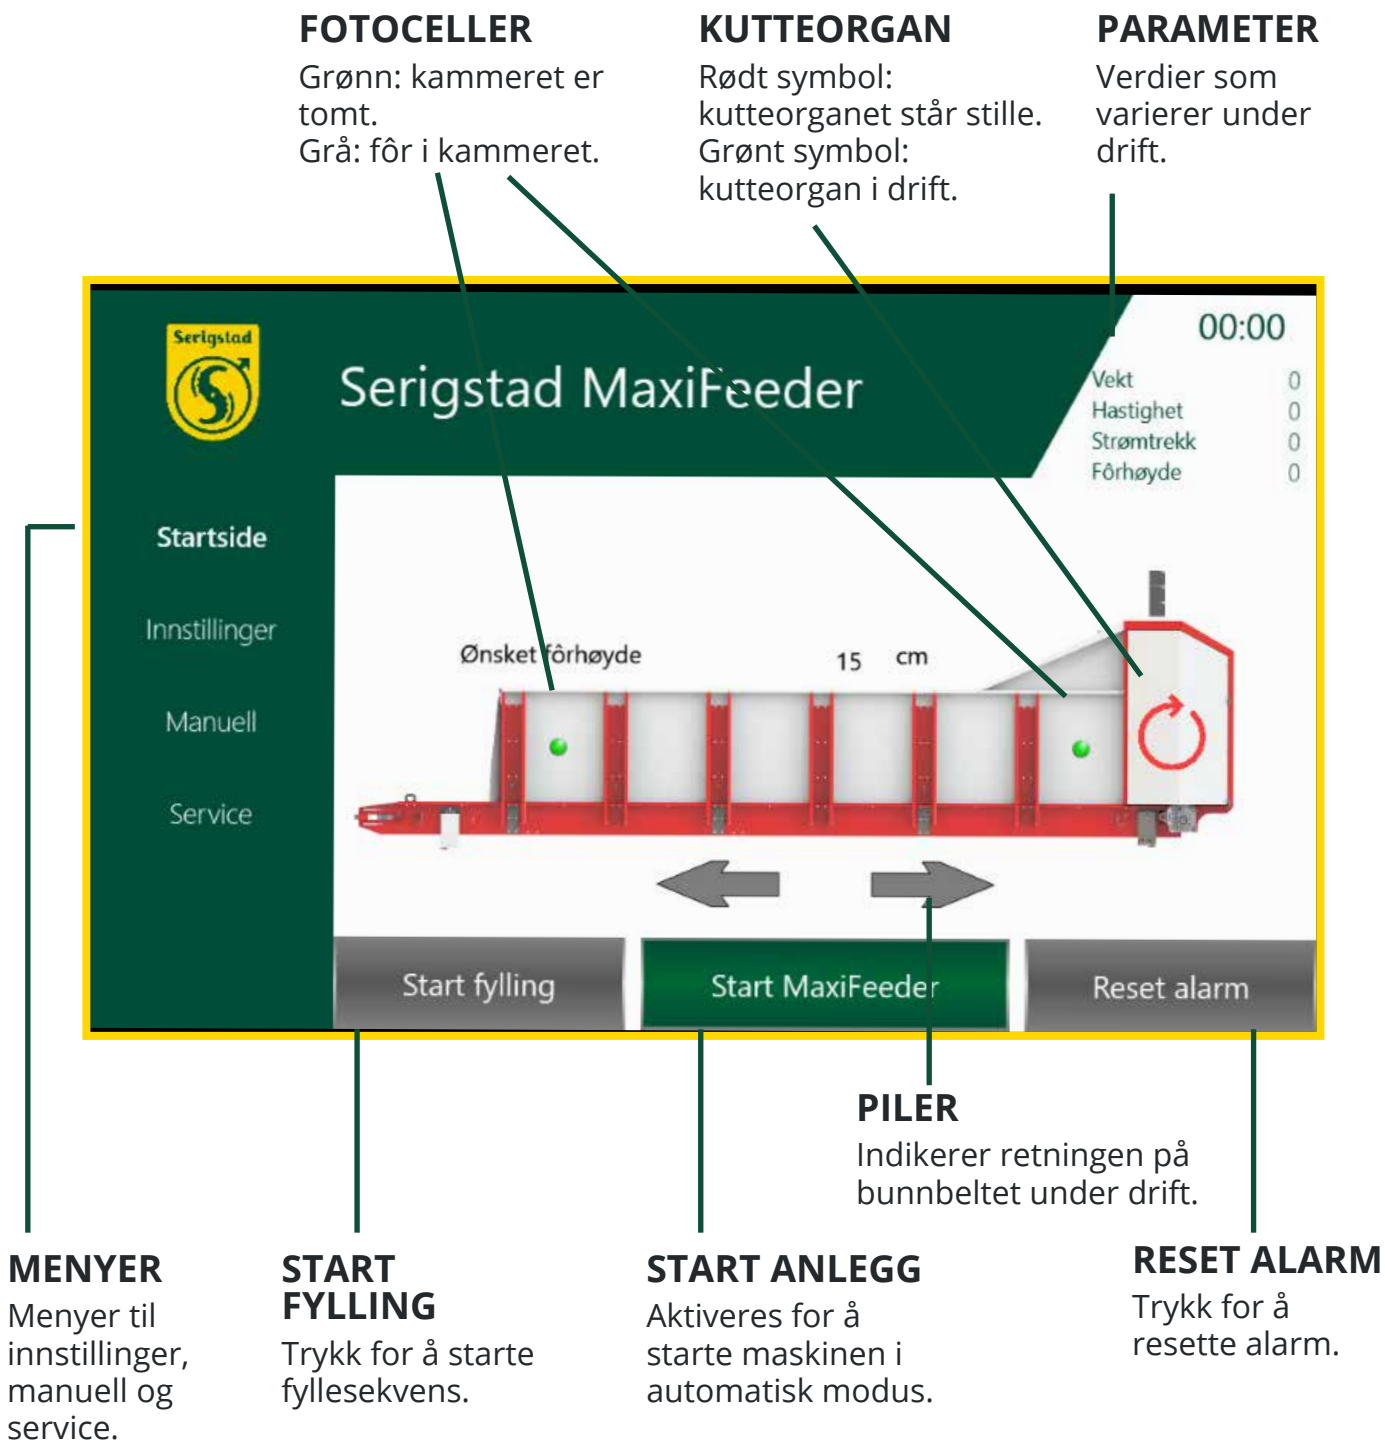 FOTOCELLER
Grønn: kammeret er
tomt.
Grå: fôr i kammeret.
KUTTEORGAN
Rødt symbol:
kutteorganet står stille.
Grønt symbol:
kutteorgan i drift.
PARAMETER
Verdier som
varierer under
drift.
Serigstad
Serigstad MaxiFeeder
00:00
Vekt 0
Hastighet 0
Strømtrekk 0
Fôrhøyde 0
Startside
Innstillinger
Manuell
Service
Ønsket fôrhøyde 15 cm
Start fylling
Start MaxiFeeder
Reset alarm
PILER
Indikerer retningen på
bunnbeltet under drift.
MENYER
Menyer til
innstillinger,
manuell og
service.
START
FYLLING
Trykk for å starte
fyllesekvens.
START ANLEGG
Aktiveres for å
starte maskinen i
automatisk modus.
RESET ALARM
Trykk for å
resette alarm.